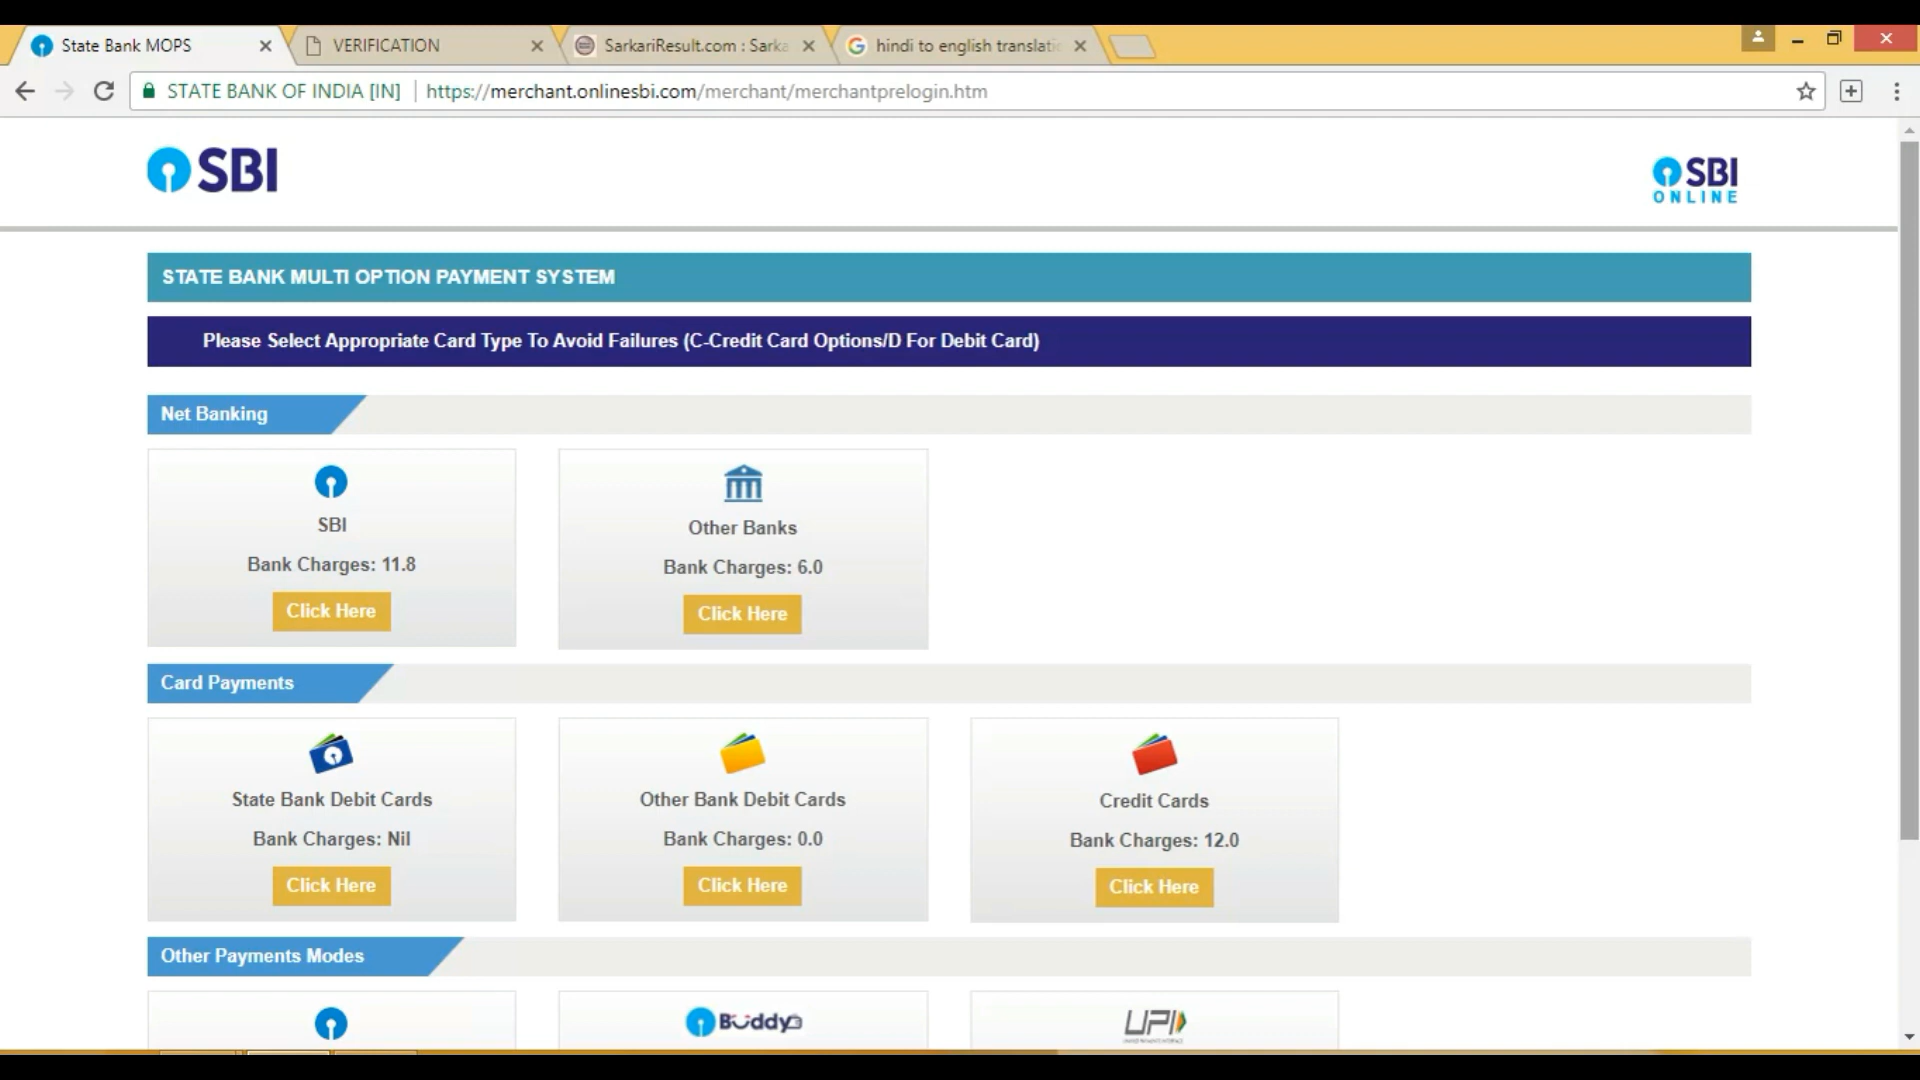 State Bank MOPS
VERIFICATION
SarkariResult.com : Sarka
hindi to english translati
STATE BANK OF INDIA [IN] https://merchant.onlinesbi.com/merchant/merchantprelogin.htm
SBI
SBI
ONLINE
STATE BANK MULTI OPTION PAYMENT SYSTEM
Please Select Appropriate Card Type To Avoid Failures (C-Credit Card Options/D For Debit Card)
Net Banking
SBI
Bank Charges: 11.8
Click Here
Other Banks
Bank Charges: 6.0
Click Here
Card Payments
State Bank Debit Cards
Bank Charges: Nil
Click Here
Other Bank Debit Cards
Bank Charges: 0.0
Click Here
Credit Cards
Bank Charges: 12.0
Click Here
Other Payments Modes
Buddy
UPI